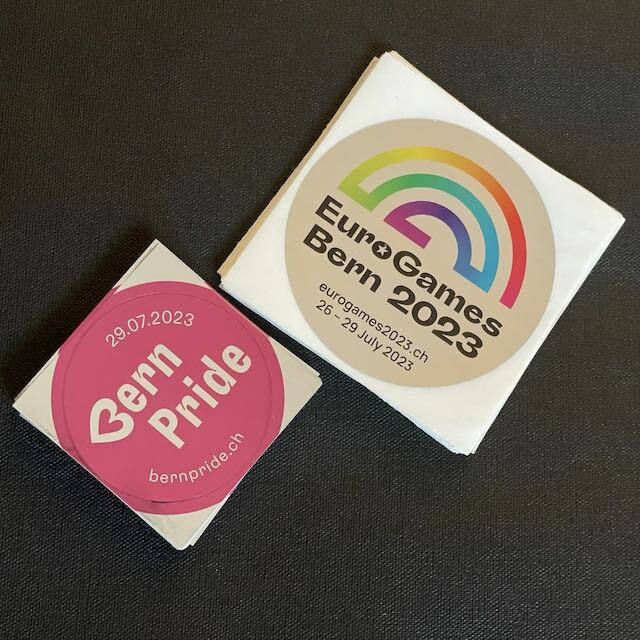 29.07.2023
Bern
Pride
bernpride.ch
EuroGames
Bern 2023
eurogames2023.ch
26 – 29 July 2023